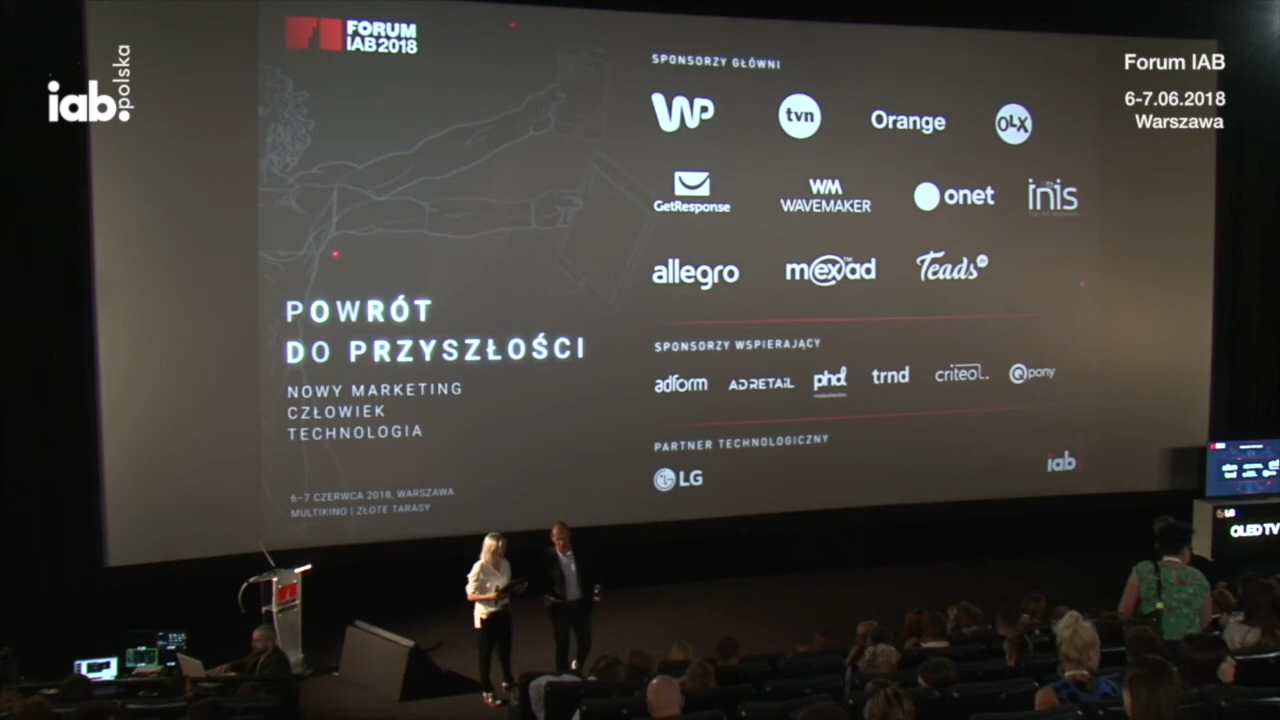 iab.
polska
FORUM
IAB 2018
Forum IAB
6-7.06.2018
Warszawa
SPONSORZY GŁÓWNI
WP
tvn
Orange
OLX
GetResponse
WM
WAVEMAKER
onet
inis
allegro
mexad
Teads
POWRÓT
DO PRZYSZŁOŚCI
NOWY MARKETING
CZŁOWIEK
TECHNOLOGIA
6-7 CZERWCA 2018, WARSZAWA
MULTIKINO | ZŁOTE TARASY
SPONSORZY WSPIERAJĄCY
adform
ADRETAIL
phd
trnd
criteol.
pony
PARTNER TECHNOLOGICZNY
LG
iab
LG
OLED TV